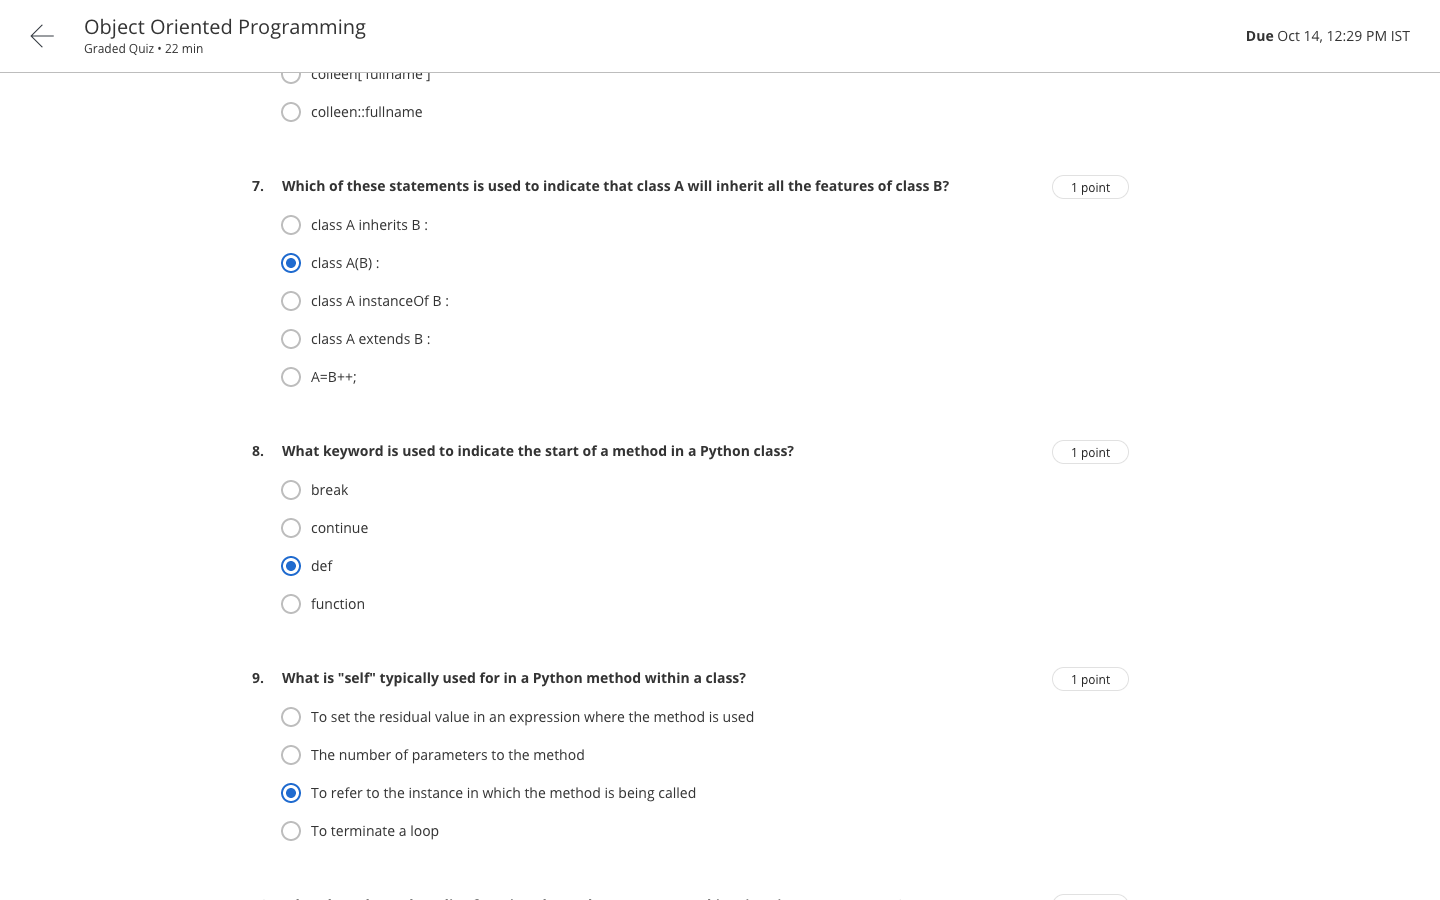 Object Oriented Programming
Graded Quiz • 22 min
Due Oct 14, 12:29 PM IST
colleen::fullname
7. Which of these statements is used to indicate that class A will inherit all the features of class B?
1 point
class A inherits B :
class A(B) :
class A instanceOf B :
class A extends B :
A=B++;
8. What keyword is used to indicate the start of a method in a Python class?
1 point
break
continue
def
function
9. What is "self" typically used for in a Python method within a class?
1 point
To set the residual value in an expression where the method is used
The number of parameters to the method
To refer to the instance in which the method is being called
To terminate a loop